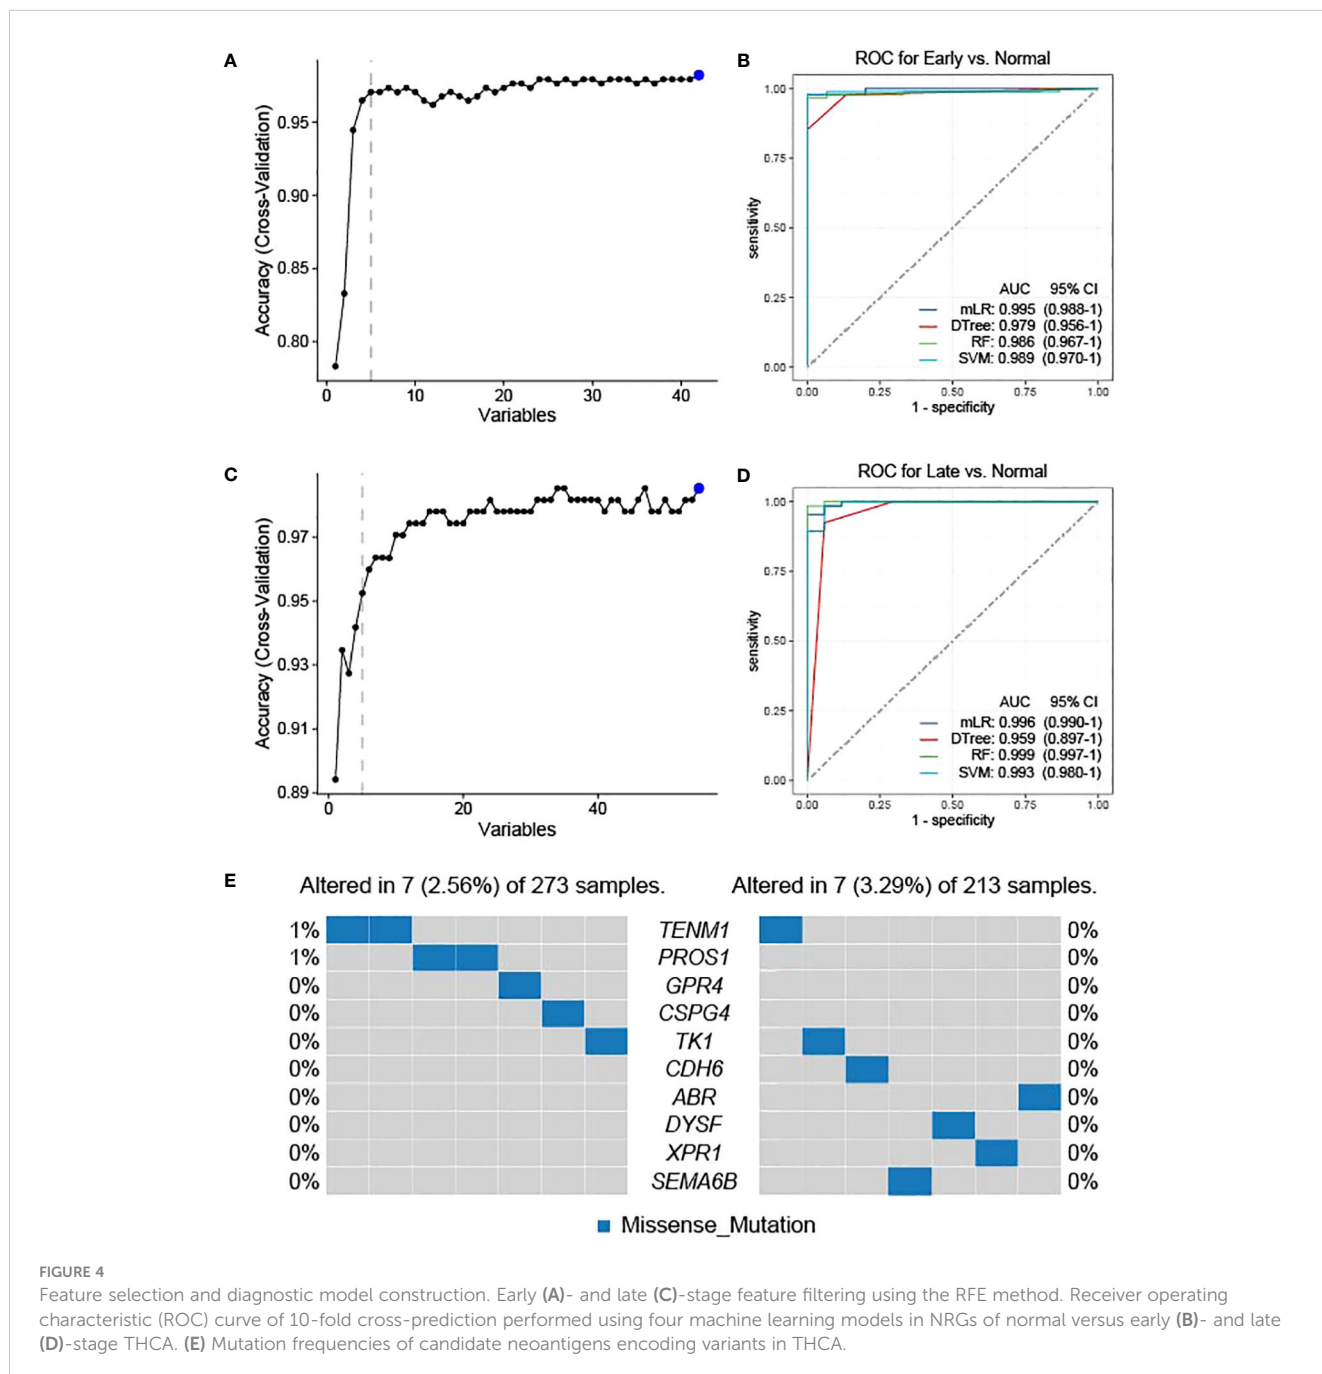 A
Accuracy (Cross-Validation)
0.95
0.90
0.85
0.80
0 10 20 30 40
Variables
B
ROC for Early vs. Normal
sensitivity
1.00
0.75
0.50
0.25
0.00
AUC 95% CI
mLR: 0.995 (0.988-1)
DTree: 0.979 (0.956-1)
RF: 0.986 (0.967-1)
SVM: 0.989 (0.970-1)
0.00 0.25 0.50 0.75 1.00
1 - specificity
C
Accuracy (Cross-Validation)
0.97
0.95
0.93
0.91
0.89
0 20 40
Variables
D
ROC for Late vs. Normal
sensitivity
1.00
0.75
0.50
0.25
0.00
AUC 95% CI
mLR: 0.996 (0.990-1)
DTree: 0.959 (0.897-1)
RF: 0.999 (0.997-1)
SVM: 0.993 (0.980-1)
0.00 0.25 0.50 0.75 1.00
1 - specificity
E
Altered in 7 (2.56%) of 273 samples. Altered in 7 (3.29%) of 213 samples.
1% TENM1 0%
1% PROS1 0%
0% GPR4 0%
0% CSPG4 0%
0% TK1 0%
0% CDH6 0%
0% ABR 0%
0% DYSF 0%
0% XPR1 0%
0% SEMA6B 0%
Missense_Mutation
FIGURE 4
Feature selection and diagnostic model construction. Early (A)- and late (C)-stage feature filtering using the RFE method. Receiver operating
characteristic (ROC) curve of 10-fold cross-prediction performed using four machine learning models in NRGs of normal versus early (B)- and late
(D)-stage THCA. (E) Mutation frequencies of candidate neoantigens encoding variants in THCA.